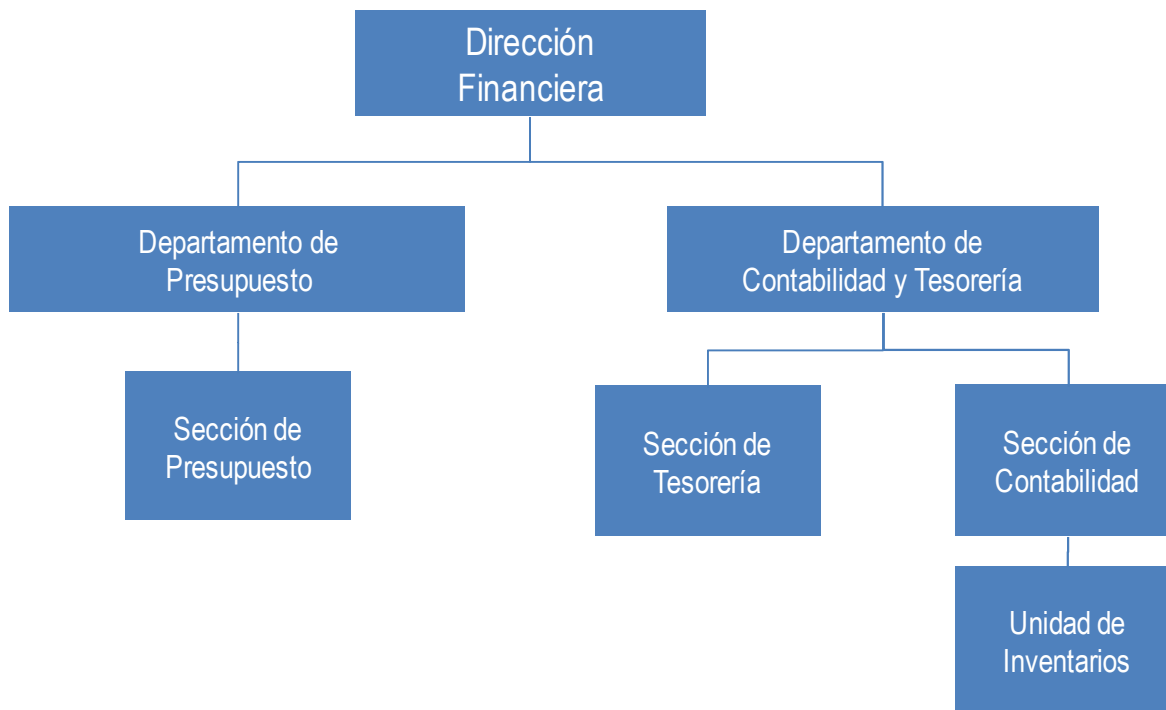 Dirección
Financiera
Departamento de
Presupuesto
Departamento de
Contabilidad y Tesorería
Sección de
Presupuesto
Sección de
Tesorería
Sección de
Contabilidad
Unidad de
Inventarios